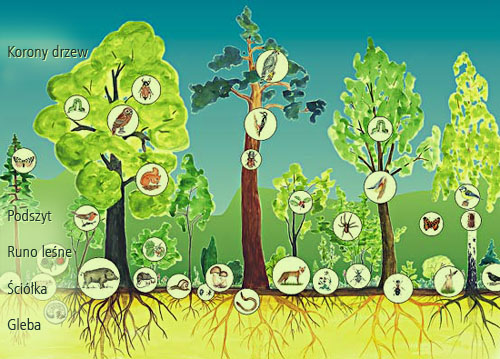 Korony drzew
Podszyt
Runo leśne
Ściółka
Gleba